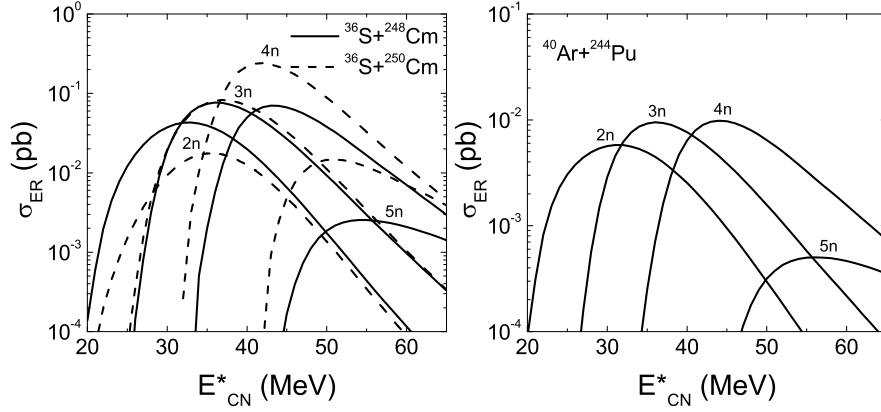 10⁰
10⁻¹
10⁻²
10⁻³
10⁻⁴
σ_ER (pb)
20 30 40 50 60
E*_CN (MeV)
³⁶S+²⁴⁸Cm
³⁶S+²⁵⁰Cm
4n
3n
2n
5n
10⁻¹
10⁻²
10⁻³
10⁻⁴
σ_ER (pb)
20 30 40 50 60
E*_CN (MeV)
⁴⁰Ar+²⁴⁴Pu
2n
3n
4n
5n